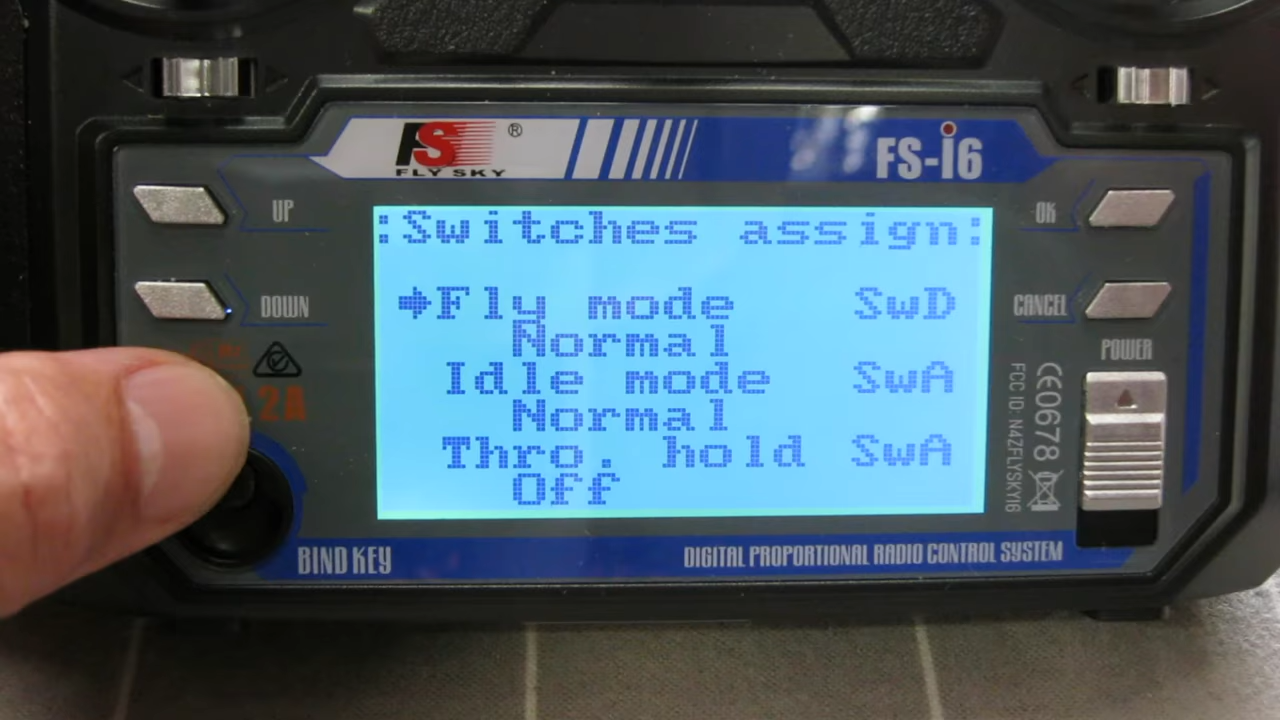 FS ®
FLY SKY
FS-i6
UP
OK
:Switches assign:
DOWN
CANCEL
➔Fly mode SwD
Normal
Idle mode SwA
Normal
Thro. hold SwA
Off
POWER
2A
CE0678
FCC ID: N4ZFLYSKYI6
BIND KEY
DIGITAL PROPORTIONAL RADIO CONTROL SYSTEM